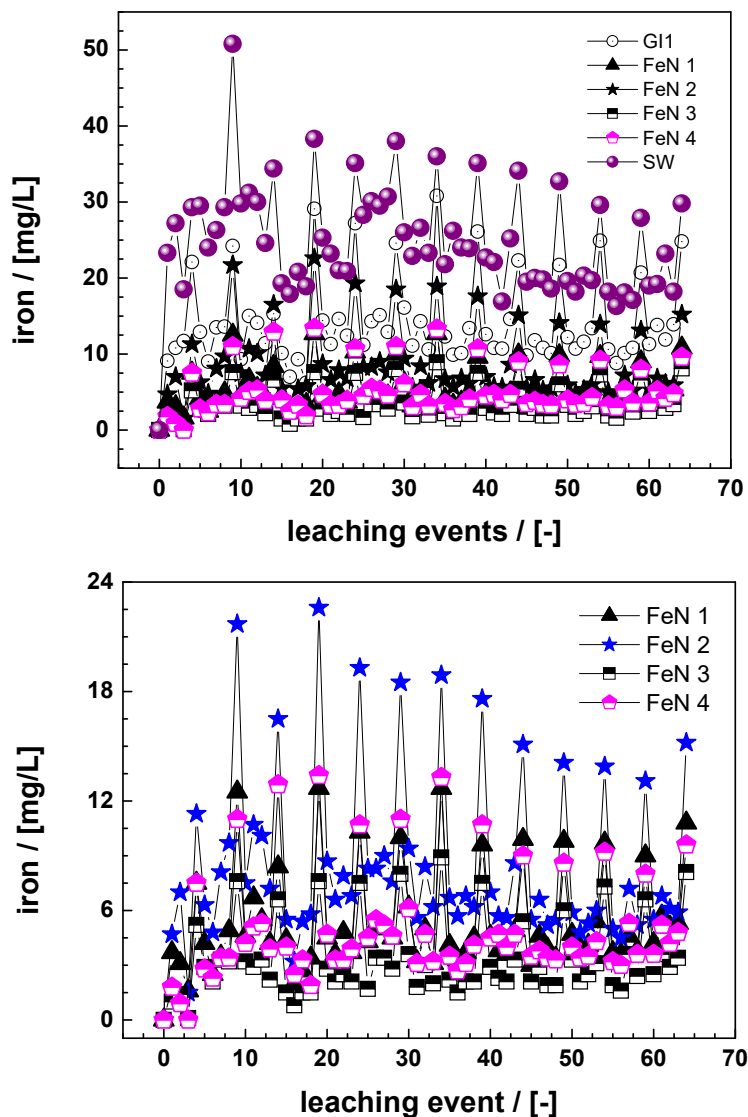 GI1
FeN 1
FeN 2
FeN 3
FeN 4
SW
50
40
30
20
10
0
iron / [mg/L]
0 10 20 30 40 50 60 70
leaching events / [-]
24
18
12
6
0
iron / [mg/L]
FeN 1
FeN 2
FeN 3
FeN 4
0 10 20 30 40 50 60 70
leaching event / [-]